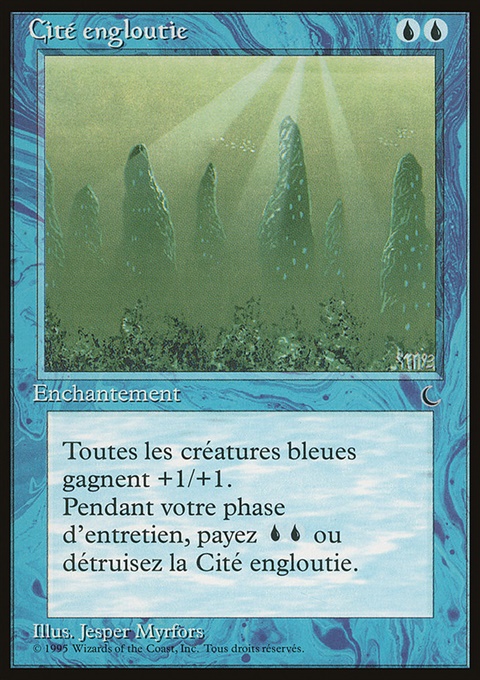 Cité engloutie
Enchantement
Toutes les créatures bleues
gagnent +1/+1.
Pendant votre phase
d'entretien, payez ou
détruisez la Cité engloutie.
Illus. Jesper Myrfors
© 1995 Wizards of the Coast, Inc. Tous droits réservés.